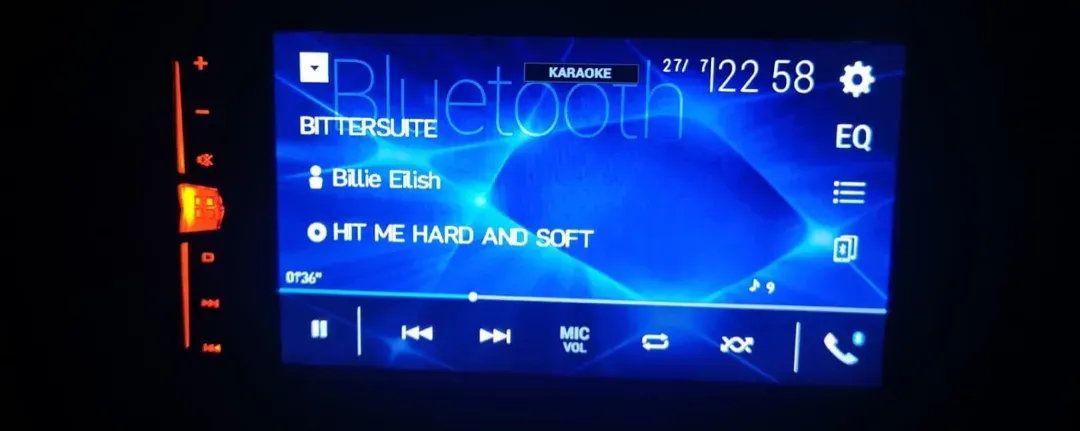 Bluetooth
KARAOKE
27/ 7 22 58
BITTERSUITE
EQ
Billie Eilish
HIT ME HARD AND SOFT
01'36"
9
MIC
VOL